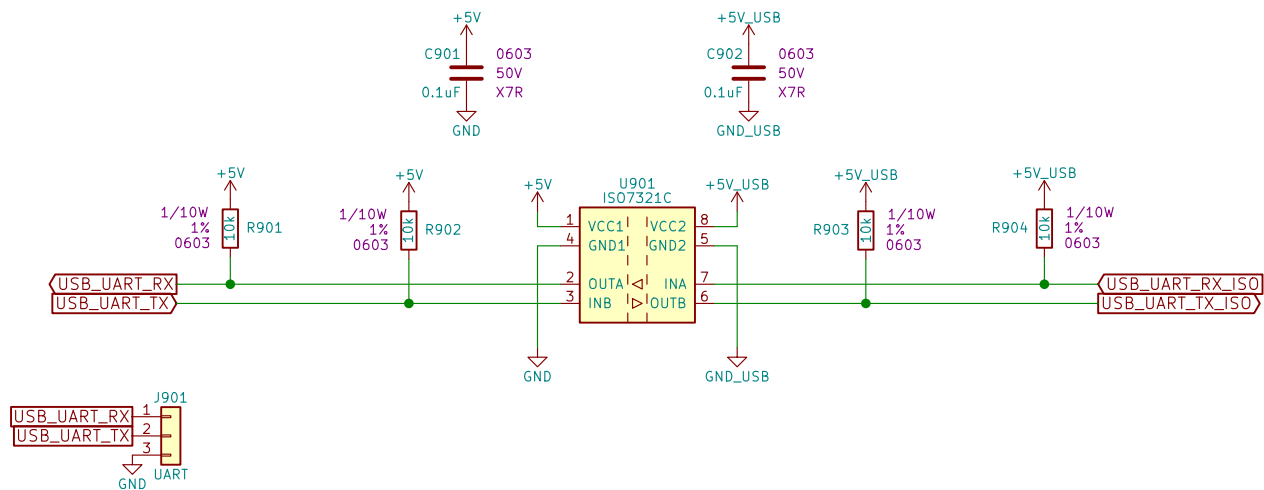 +5V
C901
0.1uF
0603
50V
X7R
GND
+5V_USB
C902
0.1uF
0603
50V
X7R
GND_USB
+5V
1/10W
1%
0603
10k
R901
+5V
1/10W
1%
0603
10k
R902
+5V
U901
ISO7321C
+5V_USB
1 VCC1 VCC2 8
4 GND1 GND2 5
2 OUTA INA 7
3 INB OUTB 6
GND
GND_USB
+5V_USB
R903
10k
1/10W
1%
0603
+5V_USB
R904
10k
1/10W
1%
0603
USB_UART_RX
USB_UART_TX
USB_UART_RX_ISO
USB_UART_TX_ISO
J901
USB_UART_RX 1
USB_UART_TX 2
3
GND
UART